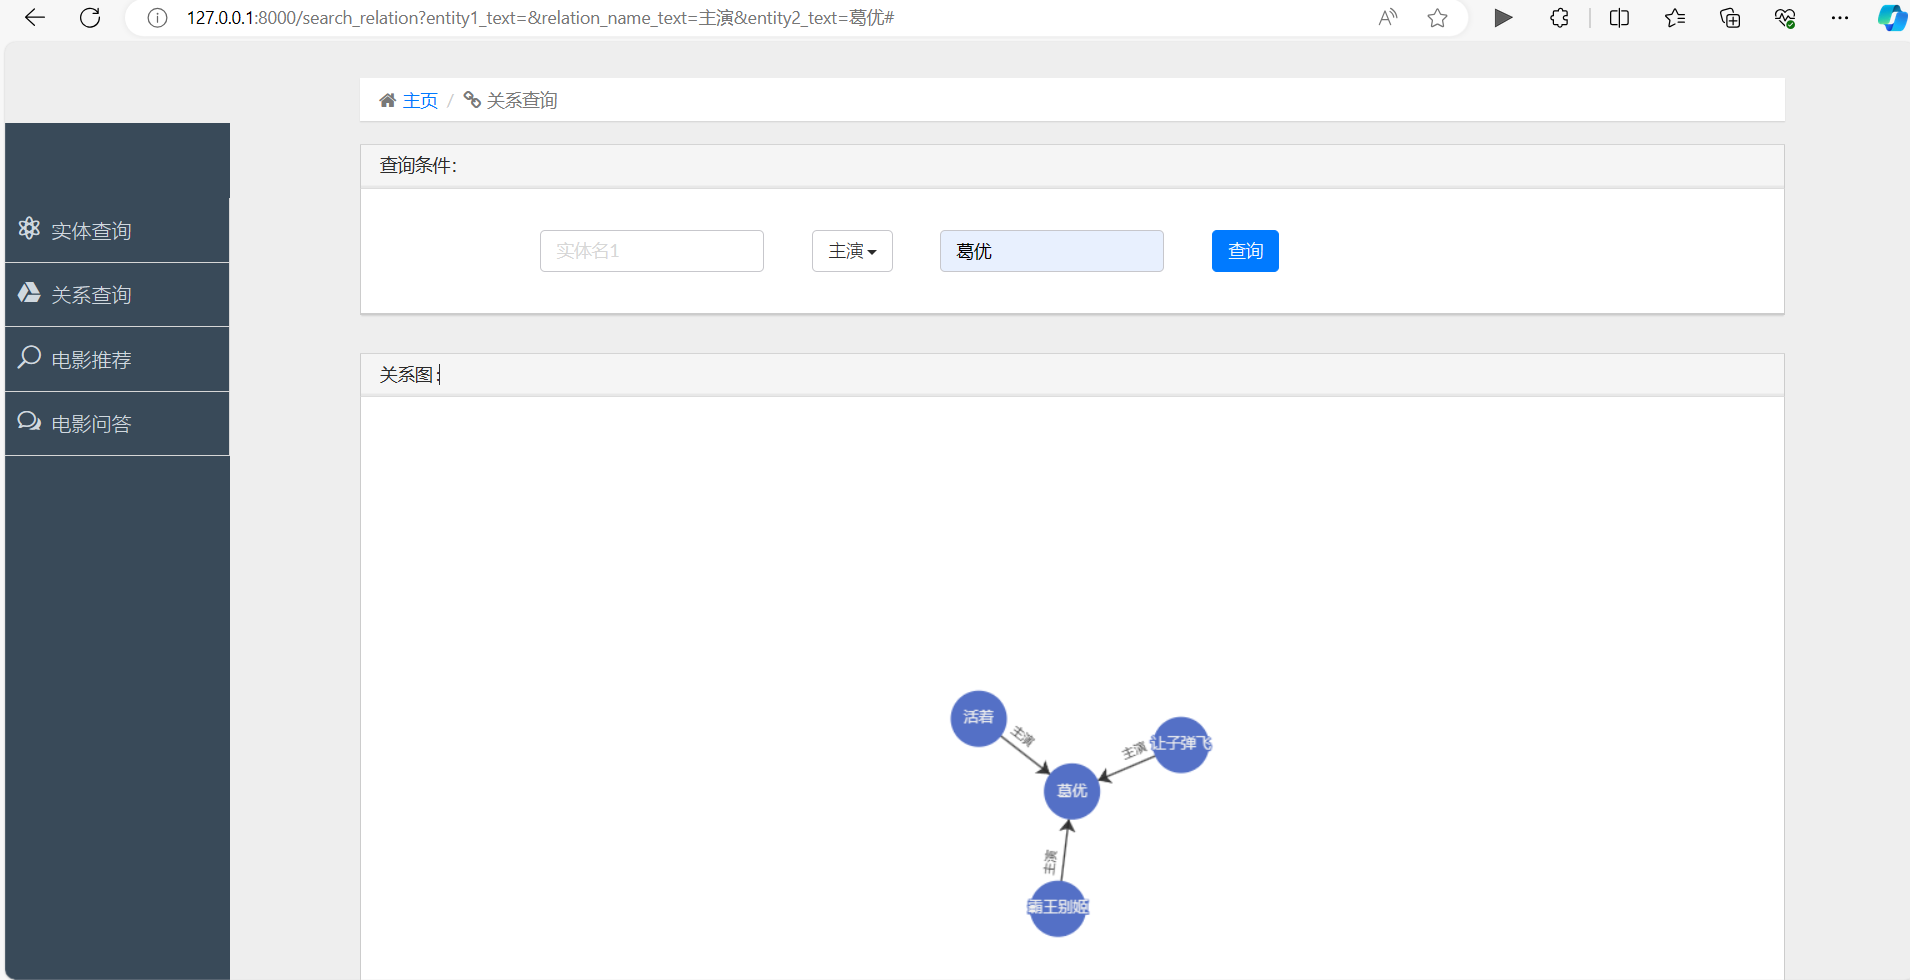 127.0.0.1:8000/search_relation?entity1_text=&relation_name_text=主演&entity2_text=葛优#
主页 / 关系查询
查询条件:
实体名1 主演 葛优 查询
实体查询
关系查询
电影推荐
电影问答
关系图:
活着
主演
让子弹飞
主演
葛优
主演
霸王别姬